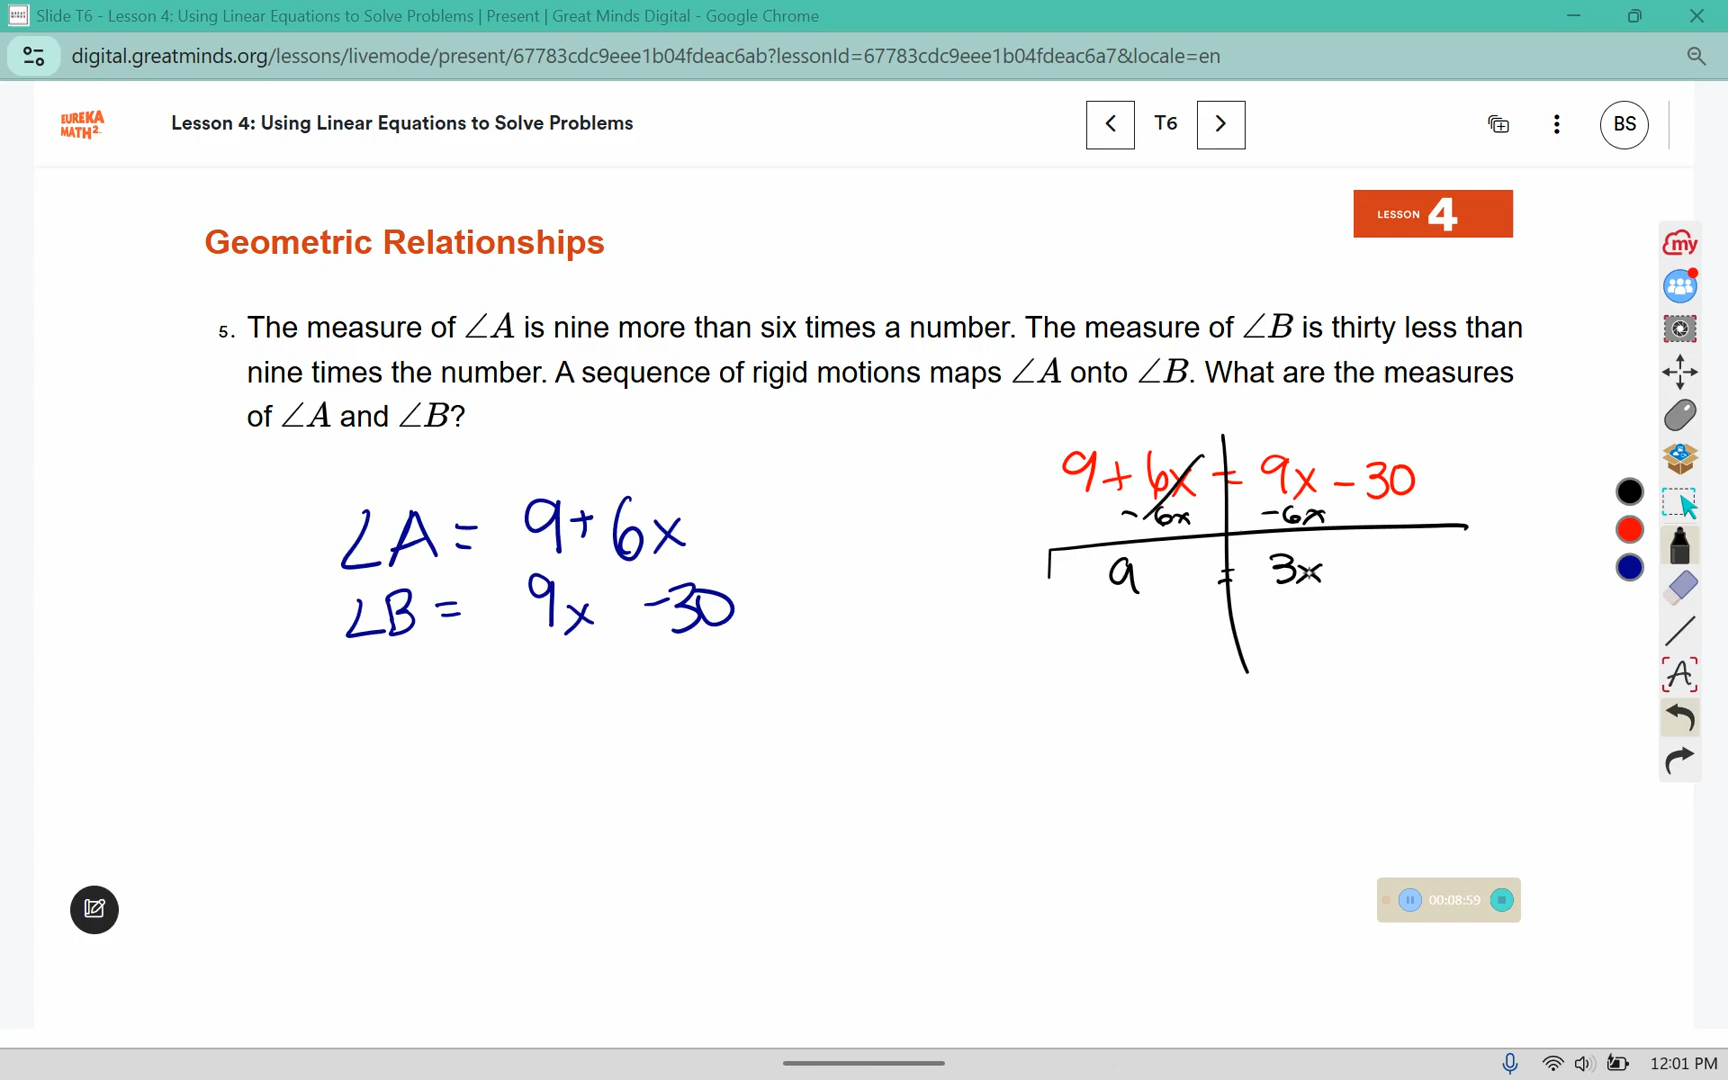 Slide T6 - Lesson 4: Using Linear Equations to Solve Problems | Present | Great Minds Digital - Google Chrome
digital.greatminds.org/lessons/livemode/present/67783cdc9eee1b04fdeac6ab?lessonId=67783cdc9eee1b04fdeac6a7&locale=en
EUREKA
MATH²
Lesson 4: Using Linear Equations to Solve Problems
T6
BS
LESSON 4
Geometric Relationships
5. The measure of ∠A is nine more than six times a number. The measure of ∠B is thirty less than
nine times the number. A sequence of rigid motions maps ∠A onto ∠B. What are the measures
of ∠A and ∠B?
9 + 6x = 9x - 30
-6x -6x
9 = 3x
∠A = 9 + 6x
∠B = 9x -30
my
A
00:08:59
12:01 PM